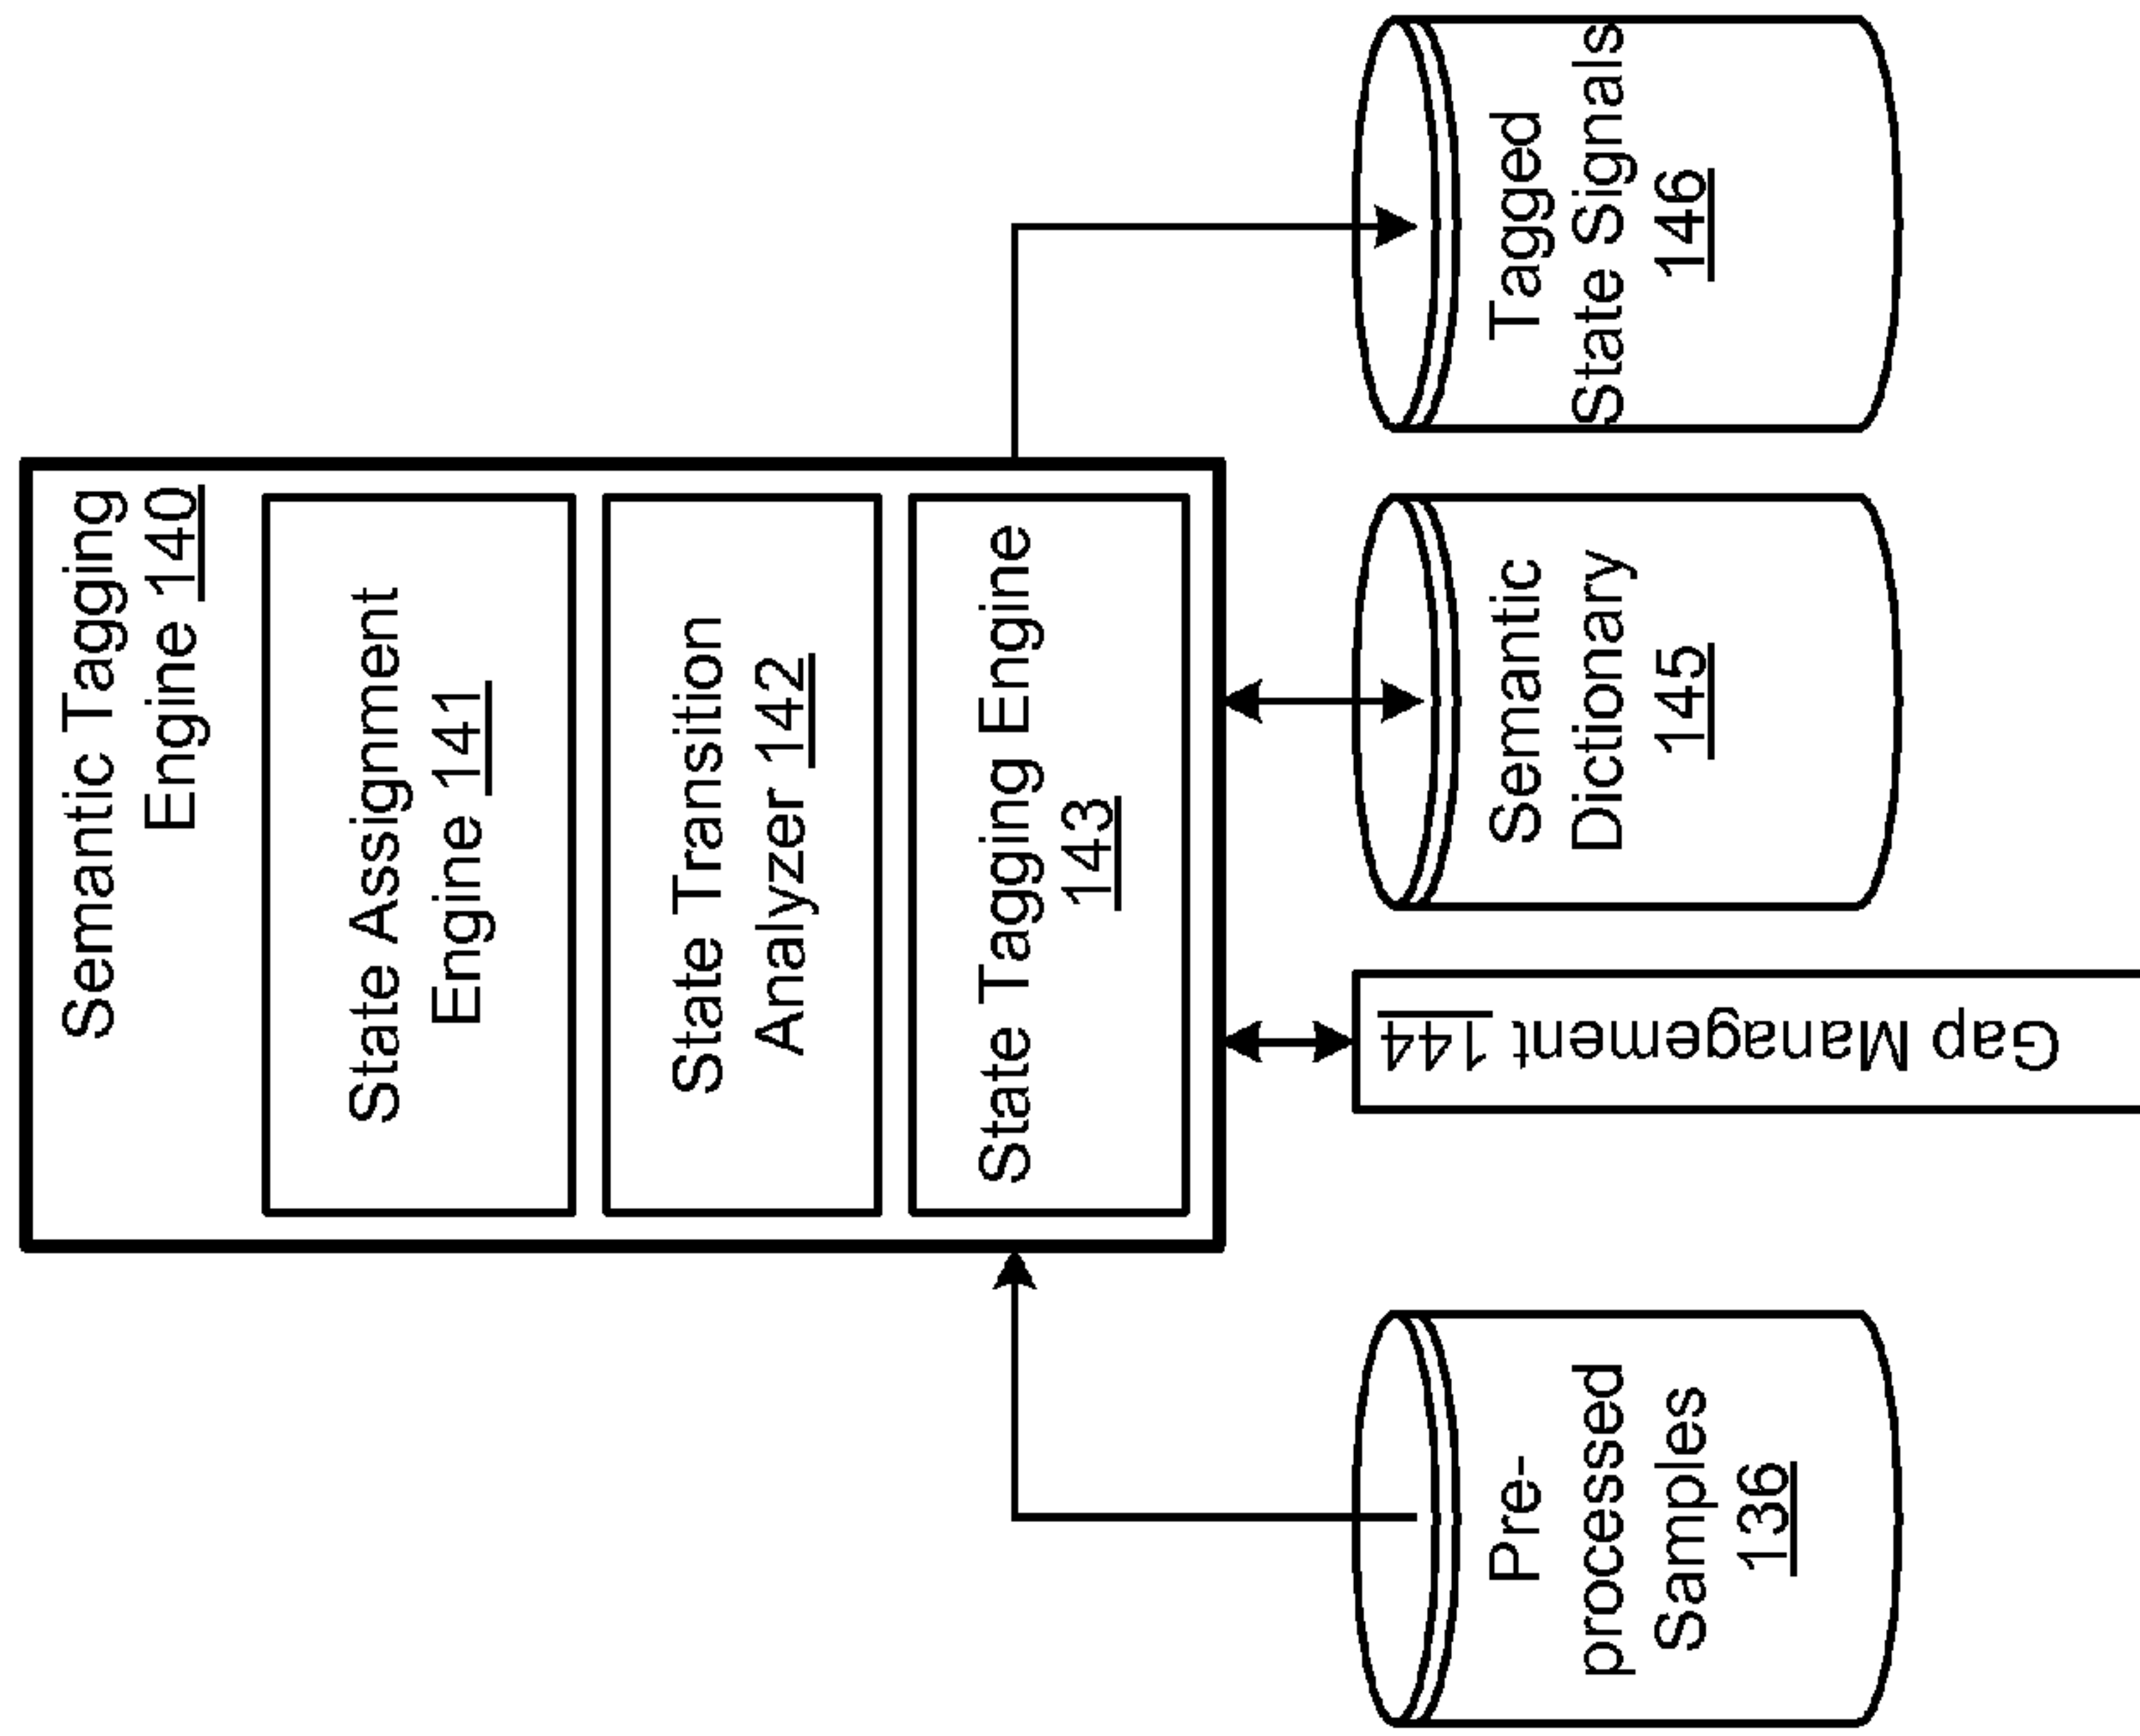 Semantic Tagging
Engine 140
State Assignment
Engine 141
State Transition
Analyzer 142
State Tagging Engine
143
Pre-
processed
Samples
136
Gap Management 144
Semantic
Dictionary
145
Tagged
State Signals
146